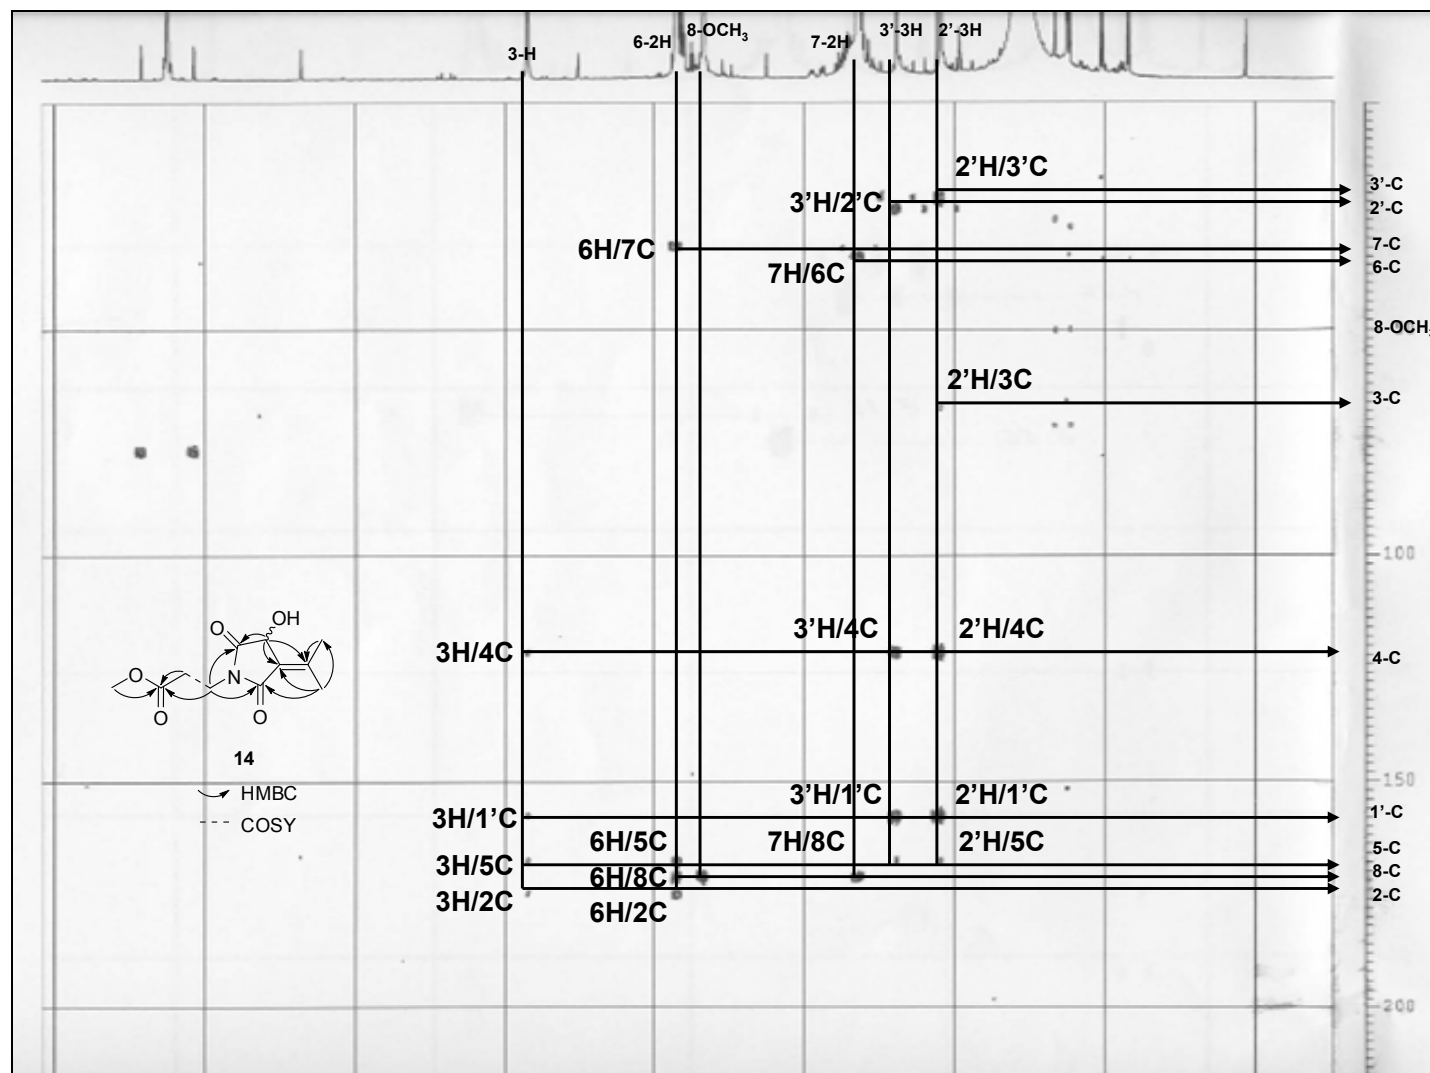 3-H
6-2H
8-OCH3
7-2H
3'-3H
2'-3H
2'H/3'C
3'-C
3'H/2'C
2'-C
6H/7C
7-C
7H/6C
6-C
8-OCH3
2'H/3C
3-C
-100
OH
O
3H/4C
3'H/4C
2'H/4C
4-C
O
N
O
O
14
HMBC
COSY
-150
3H/1'C
3'H/1'C
2'H/1'C
1'-C
3H/5C
6H/5C
7H/8C
2'H/5C
5-C
6H/8C
8-C
3H/2C
6H/2C
2-C
-200